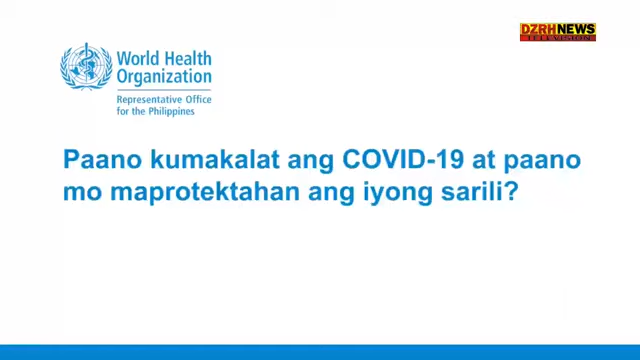 DZRH NEWS
TELEVISION
World Health
Organization
Representative Office
for the Philippines
Paano kumakalat ang COVID-19 at paano
mo maprotektahan ang iyong sarili?